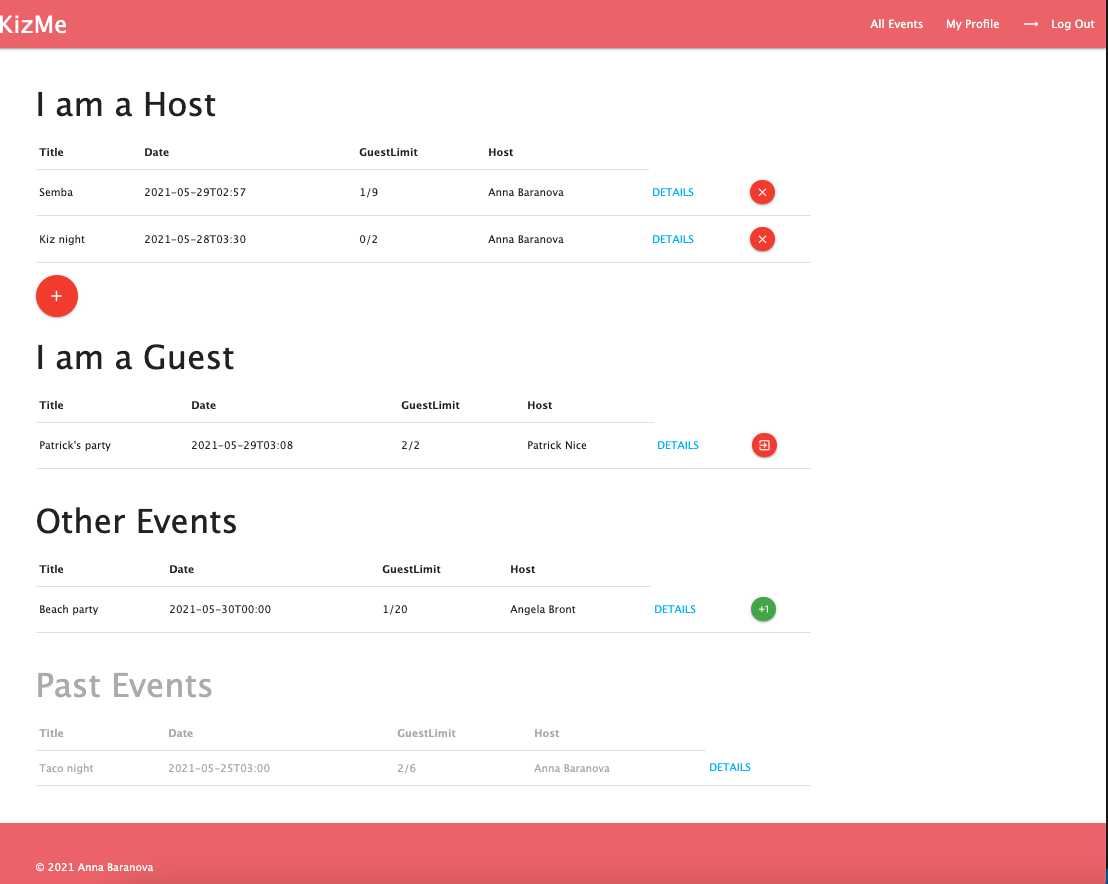 KizMe All Events My Profile → Log Out
I am a Host
Title Date GuestLimit Host
Semba 2021-05-29T02:57 1/9 Anna Baranova DETAILS
Kiz night 2021-05-28T03:30 0/2 Anna Baranova DETAILS
+
I am a Guest
Title Date GuestLimit Host
Patrick's party 2021-05-29T03:08 2/2 Patrick Nice DETAILS
Other Events
Title Date GuestLimit Host
Beach party 2021-05-30T00:00 1/20 Angela Bront DETAILS +1
Past Events
Title Date GuestLimit Host
Taco night 2021-05-25T03:00 2/6 Anna Baranova DETAILS
© 2021 Anna Baranova